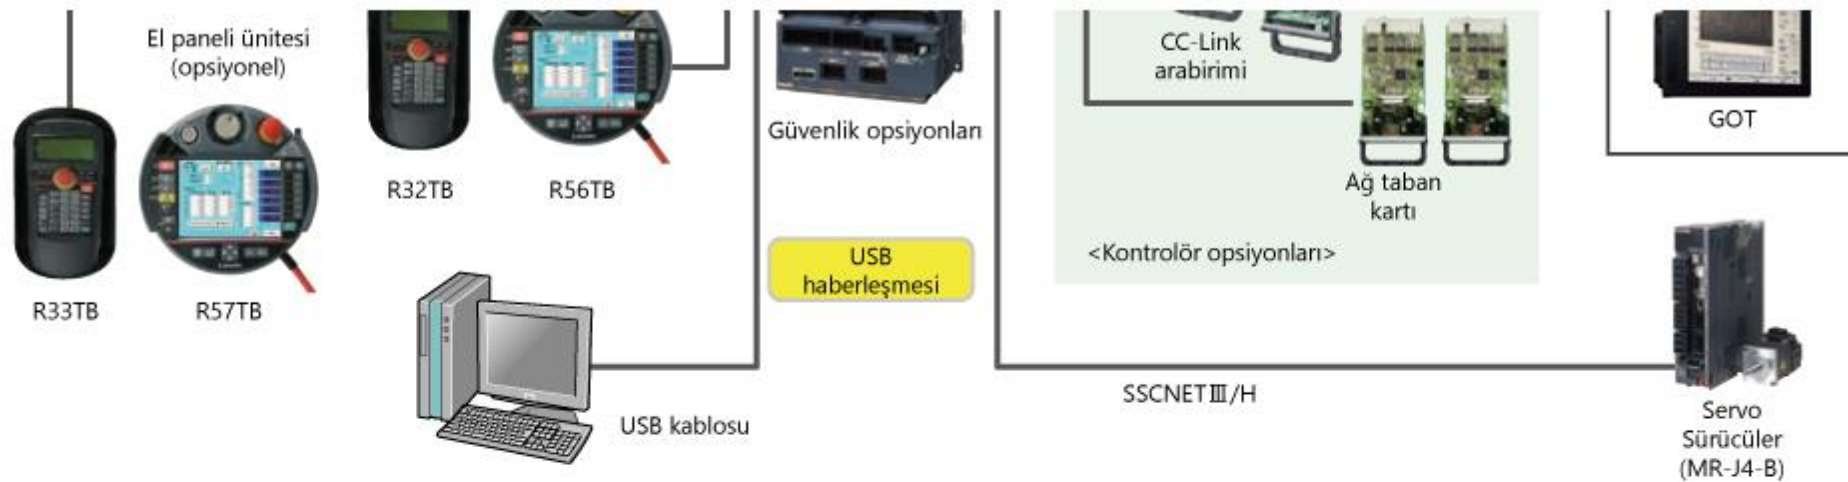 El paneli ünitesi
(opsiyonel)
R33TB
R57TB
R32TB
R56TB
Güvenlik opsiyonları
USB
haberleşmesi
USB kablosu
CC-Link
arabirimi
Ağ taban
kartı
<Kontrolör opsiyonları>
SSCNETⅢ/H
GOT
Servo
Sürücüler
(MR-J4-B)